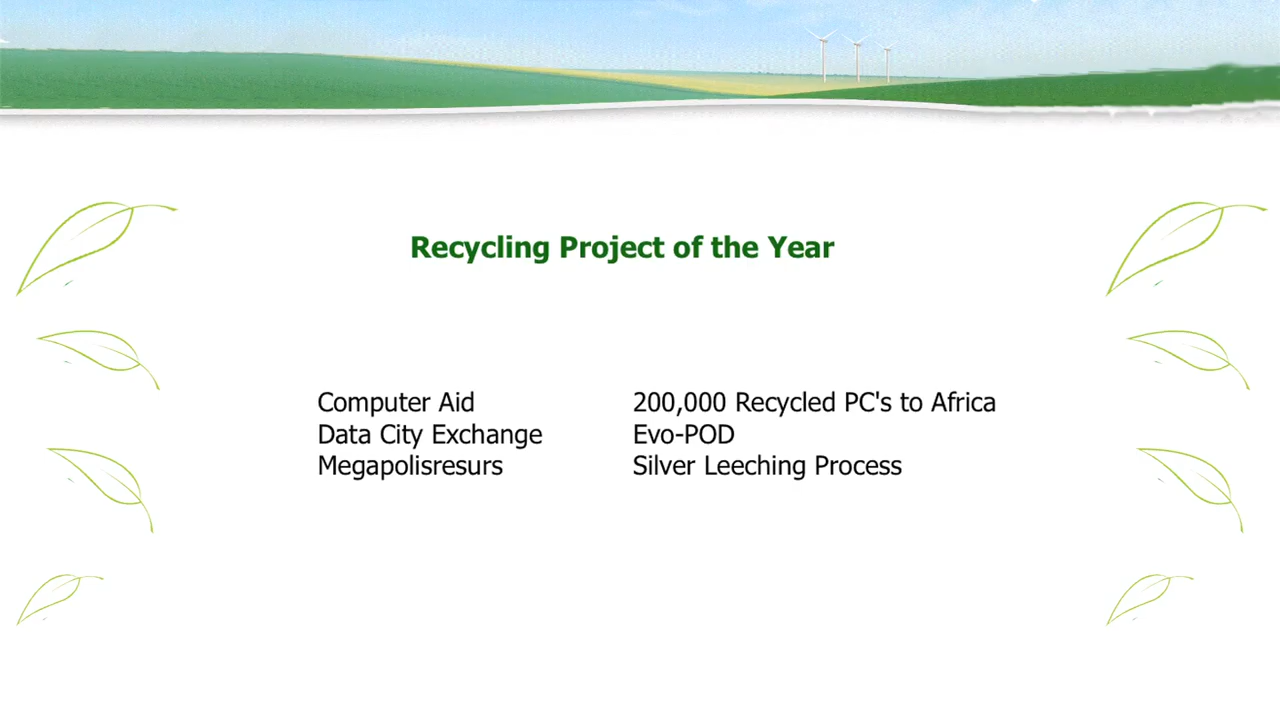 Recycling Project of the Year
Computer Aid 200,000 Recycled PC's to Africa
Data City Exchange Evo-POD
Megapolisresurs Silver Leeching Process